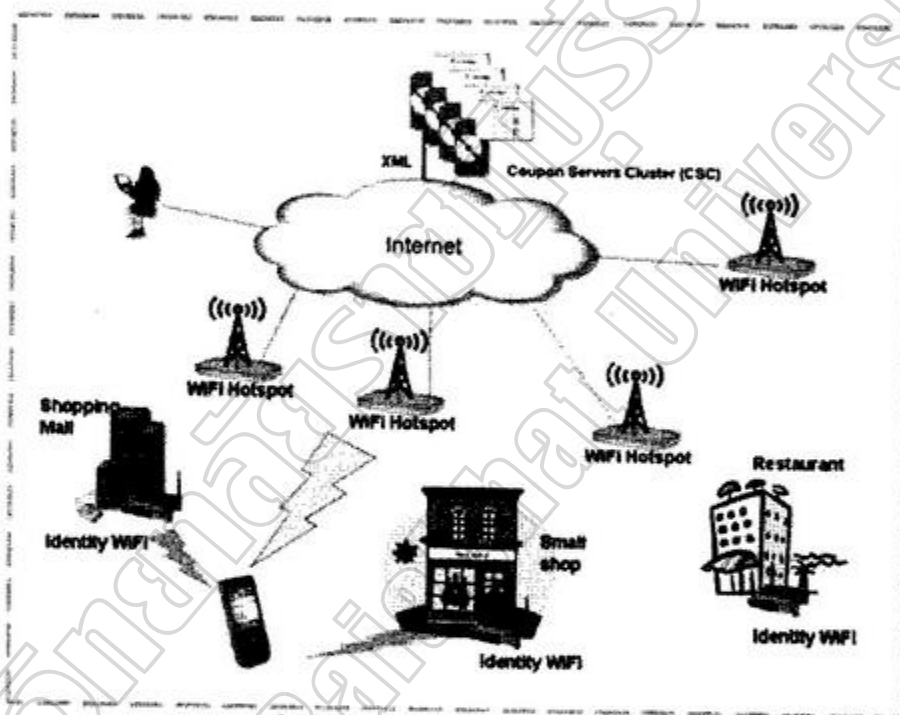 XML
Coupon Servers Cluster (CSC)
Internet
WiFi Hotspot
WiFi Hotspot
WiFi Hotspot
WiFi Hotspot
Shopping
Mall
Identity WiFi
Small
shop
Identity WiFi
Restaurant
Identity WiFi